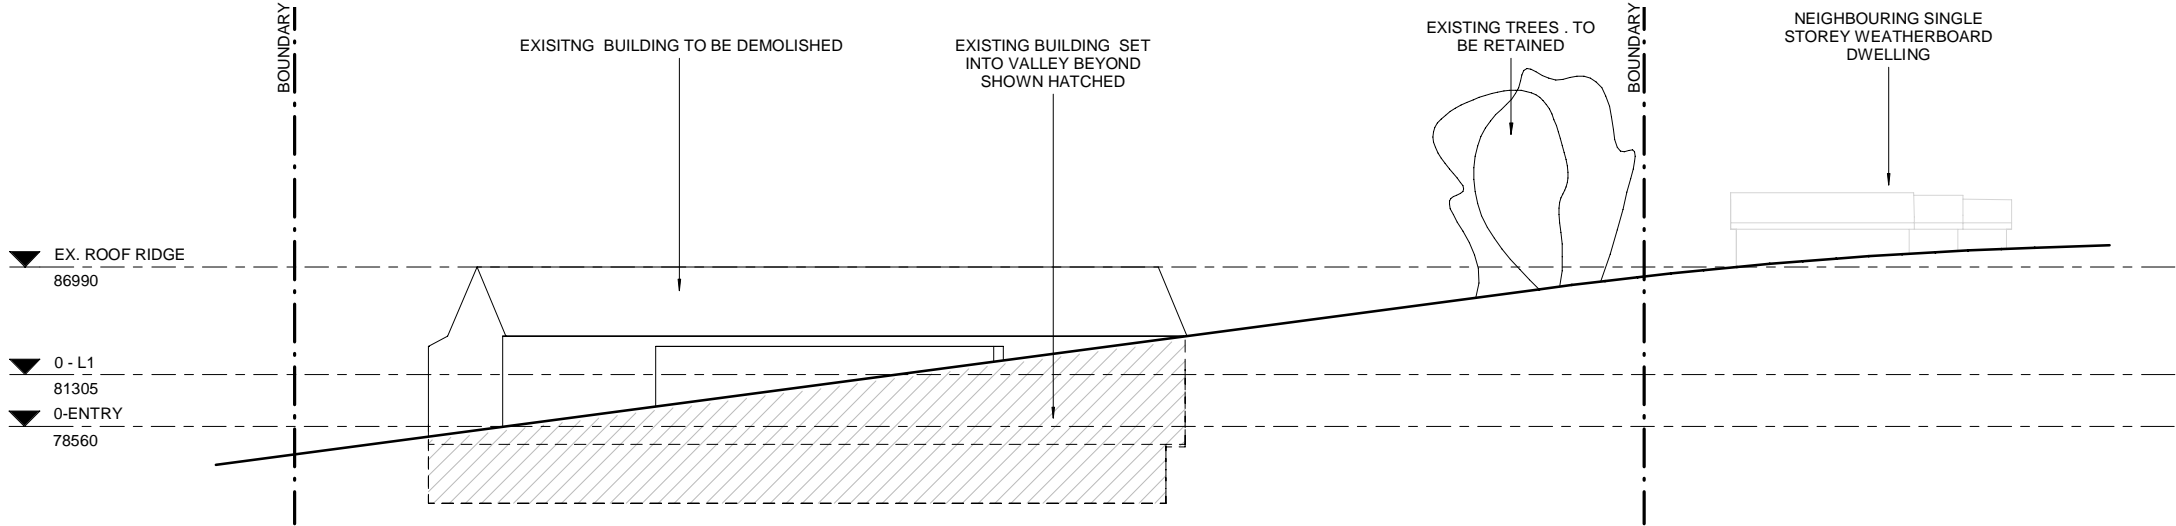 BOUNDARY
EXISITNG BUILDING TO BE DEMOLISHED
EXISTING BUILDING SET
INTO VALLEY BEYOND
SHOWN HATCHED
EXISTING TREES . TO
BE RETAINED
BOUNDARY
NEIGHBOURING SINGLE
STOREY WEATHERBOARD
DWELLING
EX. ROOF RIDGE
86990
0 - L1
81305
0-ENTRY
78560